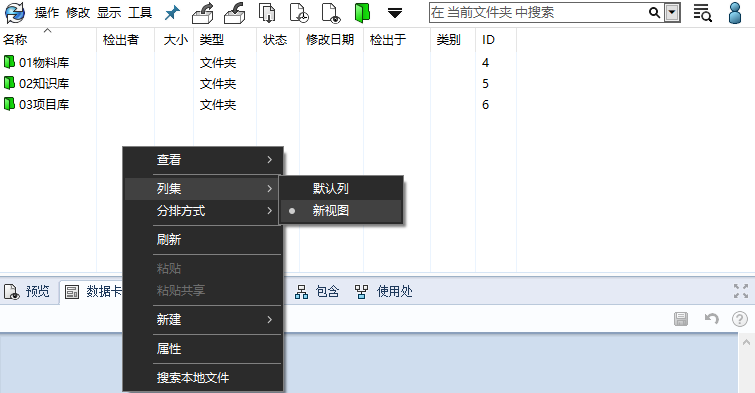 操作 修改 显示 工具 在 当前文件夹 中搜索
名称 检出者 大小 类型 状态 修改日期 检出于 类别 ID
01物料库 文件夹 4
02知识库 文件夹 5
03项目库 文件夹 6
查看
列集 默认列
分排方式 新视图
刷新
粘贴
粘贴共享
新建
属性
搜索本地文件
预览 数据卡 包含 使用处